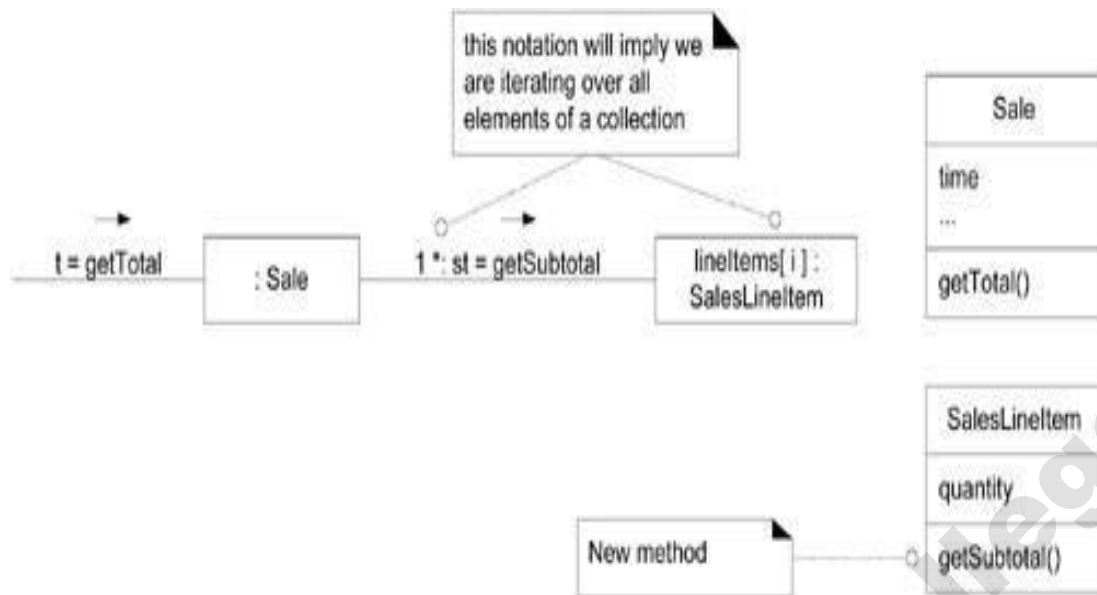 this notation will imply we
are iterating over all
elements of a collection
t = getTotal
: Sale
1 *: st = getSubtotal
lineItems[ i ] :
SalesLineItem
Sale
time
...
getTotal()
SalesLineItem
quantity
getSubtotal()
New method